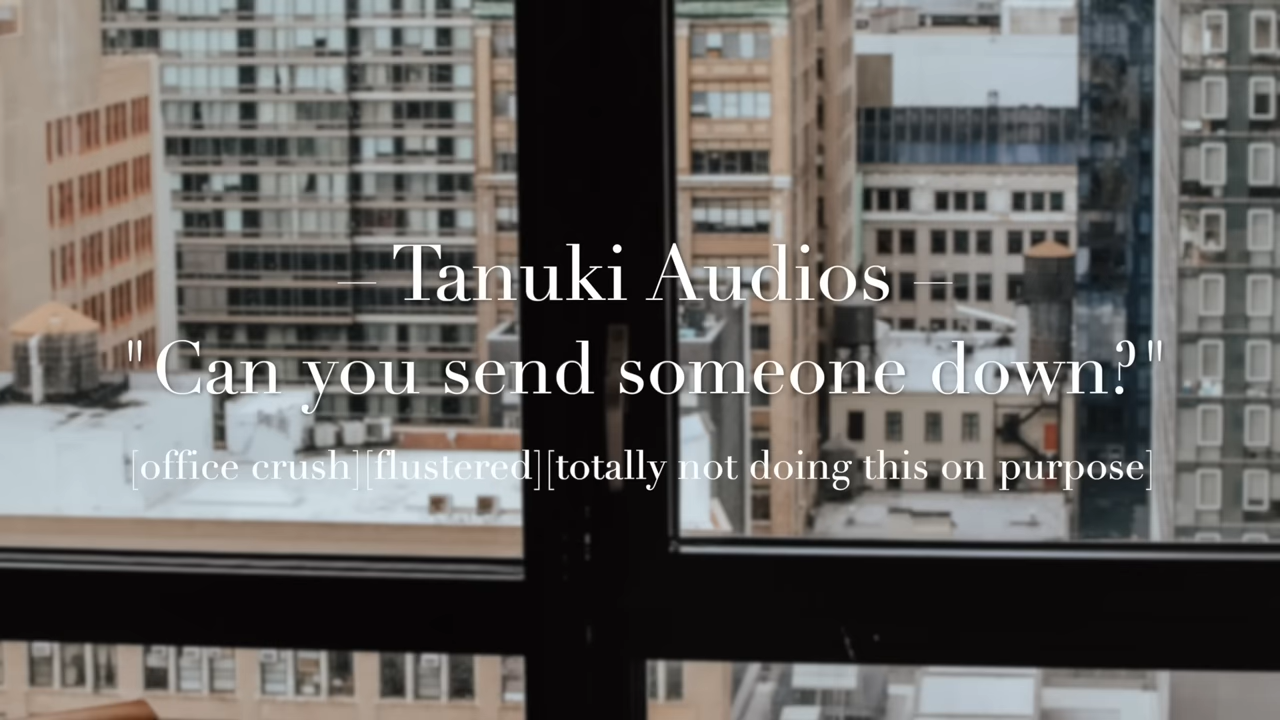 — Tanuki Audios —
"Can you send someone down?"
[office crush][flustered][totally not doing this on purpose]